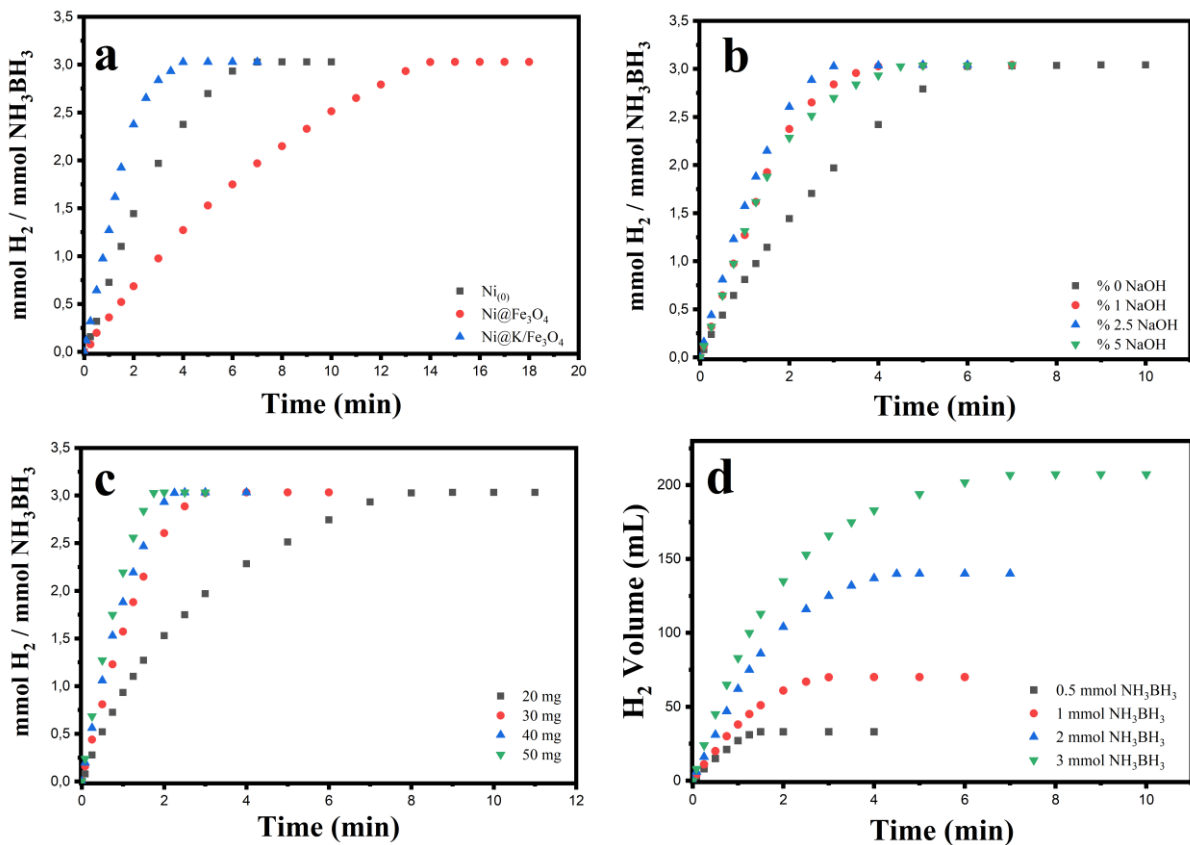 a
mmol H₂ / mmol NH₃BH₃
3,5
3,0
2,5
2,0
1,5
1,0
0,5
0,0
Ni₍₀₎
Ni@Fe₃O₄
Ni@K/Fe₃O₄
0 2 4 6 8 10 12 14 16 18 20
Time (min)
b
mmol H₂ / mmol NH₃BH₃
3,5
3,0
2,5
2,0
1,5
1,0
0,5
0,0
% 0 NaOH
% 1 NaOH
% 2.5 NaOH
% 5 NaOH
0 2 4 6 8 10
Time (min)
c
mmol H₂ / mmol NH₃BH₃
3,5
3,0
2,5
2,0
1,5
1,0
0,5
0,0
20 mg
30 mg
40 mg
50 mg
0 2 4 6 8 10 12
Time (min)
d
H₂ Volume (mL)
200
150
100
50
0
0.5 mmol NH₃BH₃
1 mmol NH₃BH₃
2 mmol NH₃BH₃
3 mmol NH₃BH₃
0 2 4 6 8 10
Time (min)